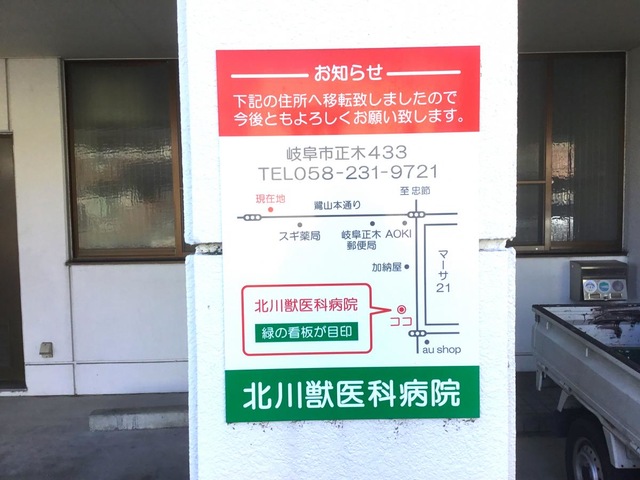 お知らせ
下記の住所へ移転致しましたので
今後ともよろしくお願い致します。
岐阜市正木433
TEL058-231-9721
至 忠節
現在地
鷺山本通り
スギ薬局
岐阜正木
郵便局
AOKI
加納屋
マーサ21
北川獣医科病院
緑の看板が目印
ココ
au shop
北川獣医科病院